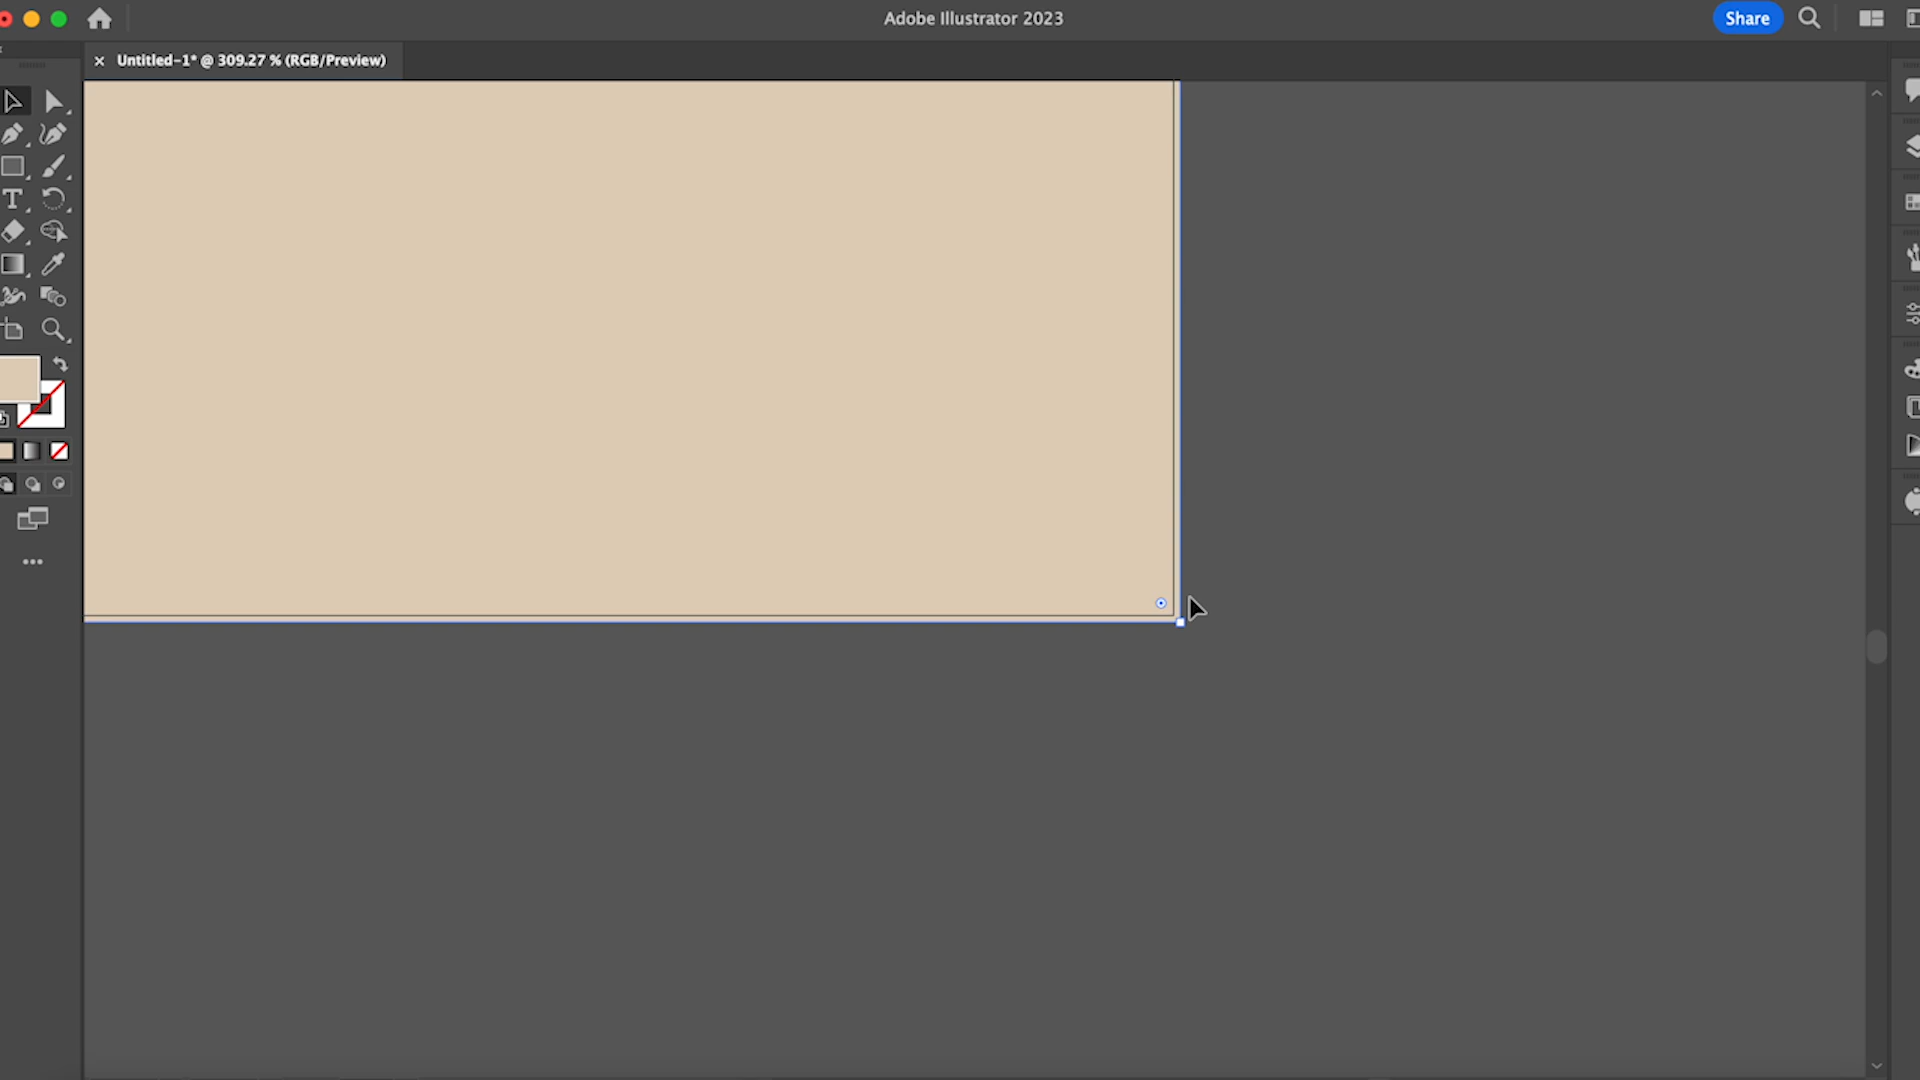 Adobe Illustrator 2023
Share
× Untitled-1* @ 309.27 % (RGB/Preview)